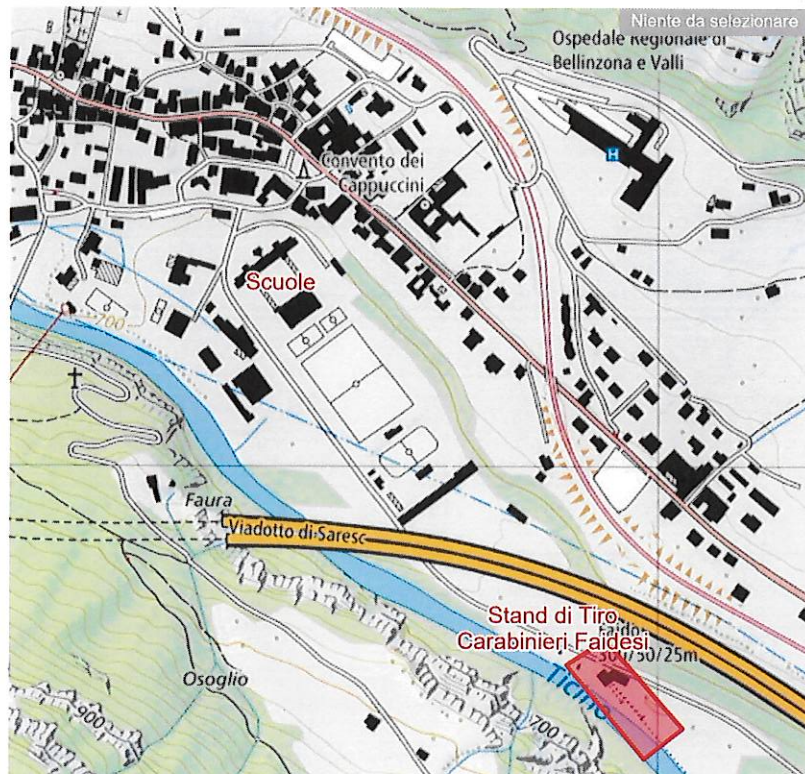 Niente da selezionare
Ospedale Regionale di
Bellinzona e Valli
H
Convento dei
Cappuccini
Scuole
700
Faura
Viadotto di Saresc
Stand di Tiro
Carabinieri Faidesi
Faido
300/50/25m
Ticino
Osoglio
900
700